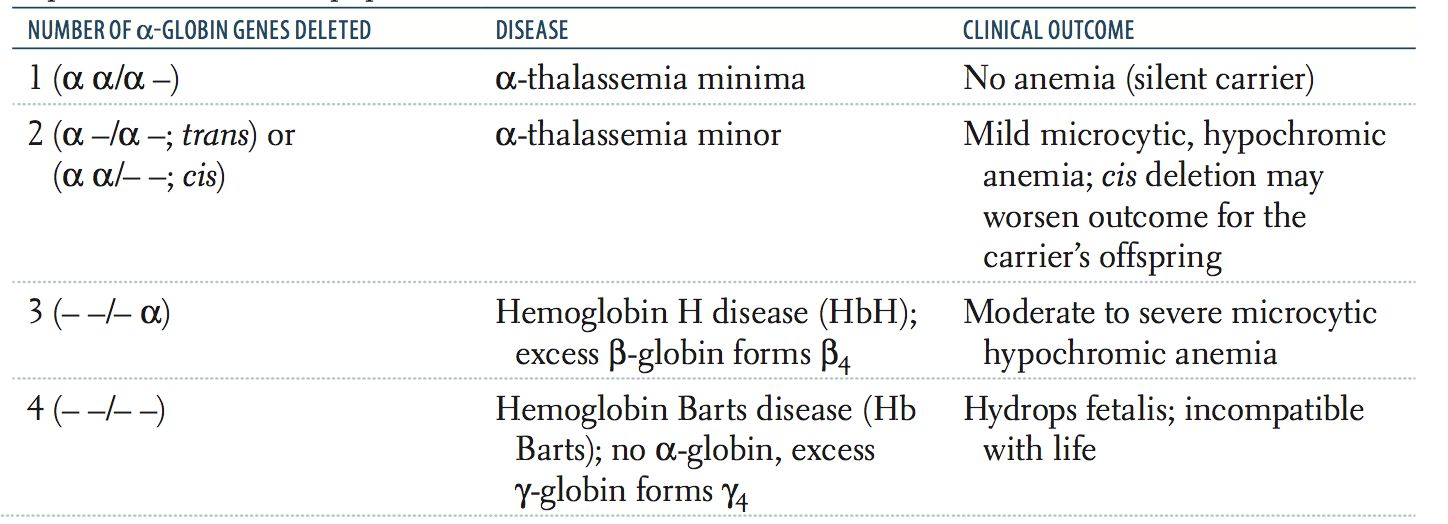 NUMBER OF α-GLOBIN GENES DELETED DISEASE CLINICAL OUTCOME
1 (α α/α –) α-thalassemia minima No anemia (silent carrier)
2 (α –/α –; trans) or α-thalassemia minor Mild microcytic, hypochromic
(α α/– –; cis) anemia; cis deletion may
worsen outcome for the
carrier’s offspring
3 (– –/– α) Hemoglobin H disease (HbH); Moderate to severe microcytic
excess β-globin forms β4 hypochromic anemia
4 (– –/– –) Hemoglobin Barts disease (Hb Hydrops fetalis; incompatible
Barts); no α-globin, excess with life
γ-globin forms γ4